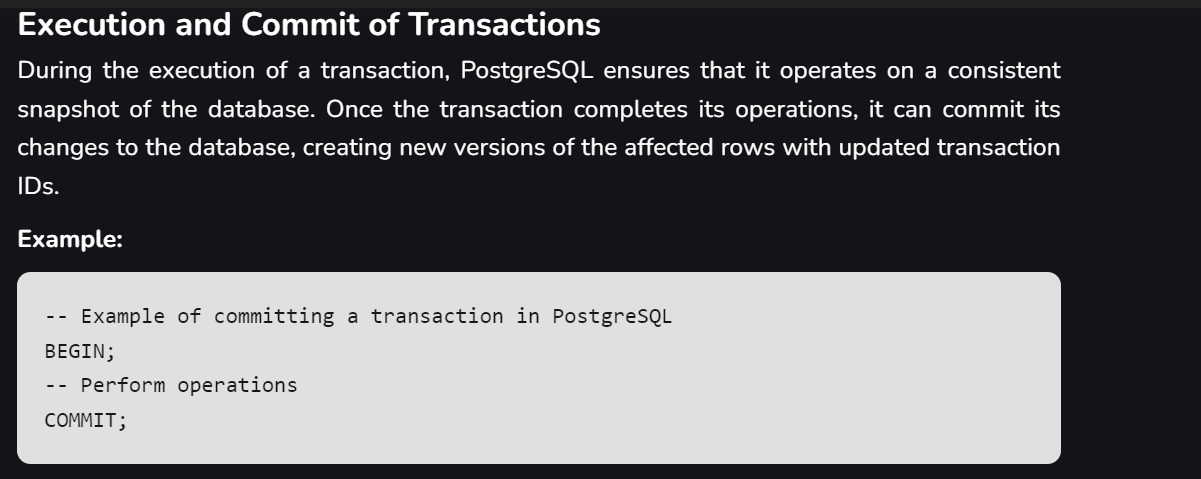 Execution and Commit of Transactions
During the execution of a transaction, PostgreSQL ensures that it operates on a consistent
snapshot of the database. Once the transaction completes its operations, it can commit its
changes to the database, creating new versions of the affected rows with updated transaction
IDs.
Example:
-- Example of committing a transaction in PostgreSQL
BEGIN;
-- Perform operations
COMMIT;